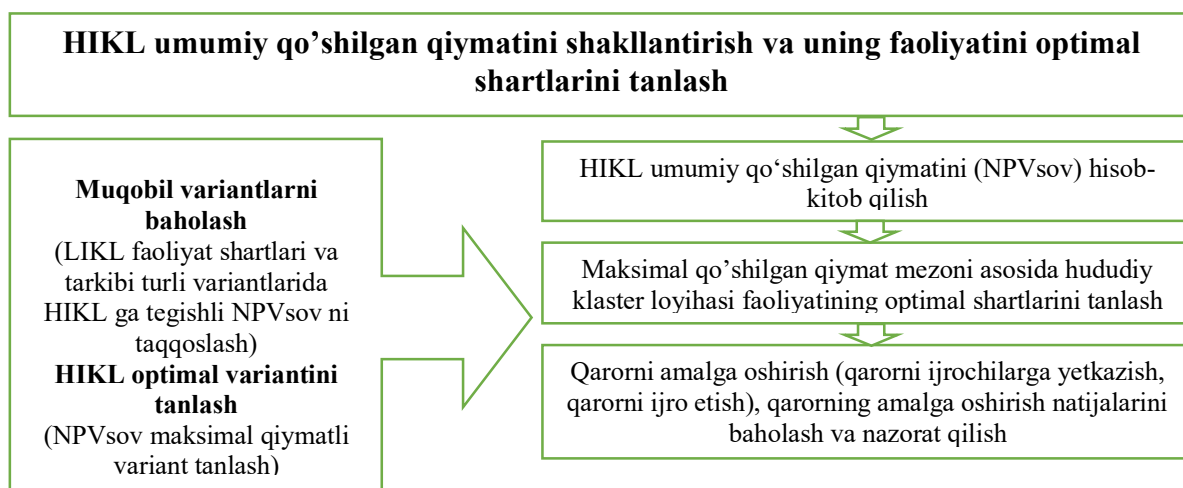 HIKL umumiy qo’shilgan qiymatini shakllantirish va uning faoliyatini optimal
shartlarini tanlash
Muqobil variantlarni
baholash
(LIKL faoliyat shartlari va
tarkibi turli variantlarida
HIKL ga tegishli NPVsov ni
taqqoslash)
HIKL optimal variantini
tanlash
(NPVsov maksimal qiymatli
variant tanlash)
HIKL umumiy qo‘shilgan qiymatini (NPVsov) hisob-
kitob qilish
Maksimal qo’shilgan qiymat mezoni asosida hududiy
klaster loyihasi faoliyatining optimal shartlarini tanlash
Qarorni amalga oshirish (qarorni ijrochilarga yetkazish,
qarorni ijro etish), qarorning amalga oshirish natijalarini
baholash va nazorat qilish